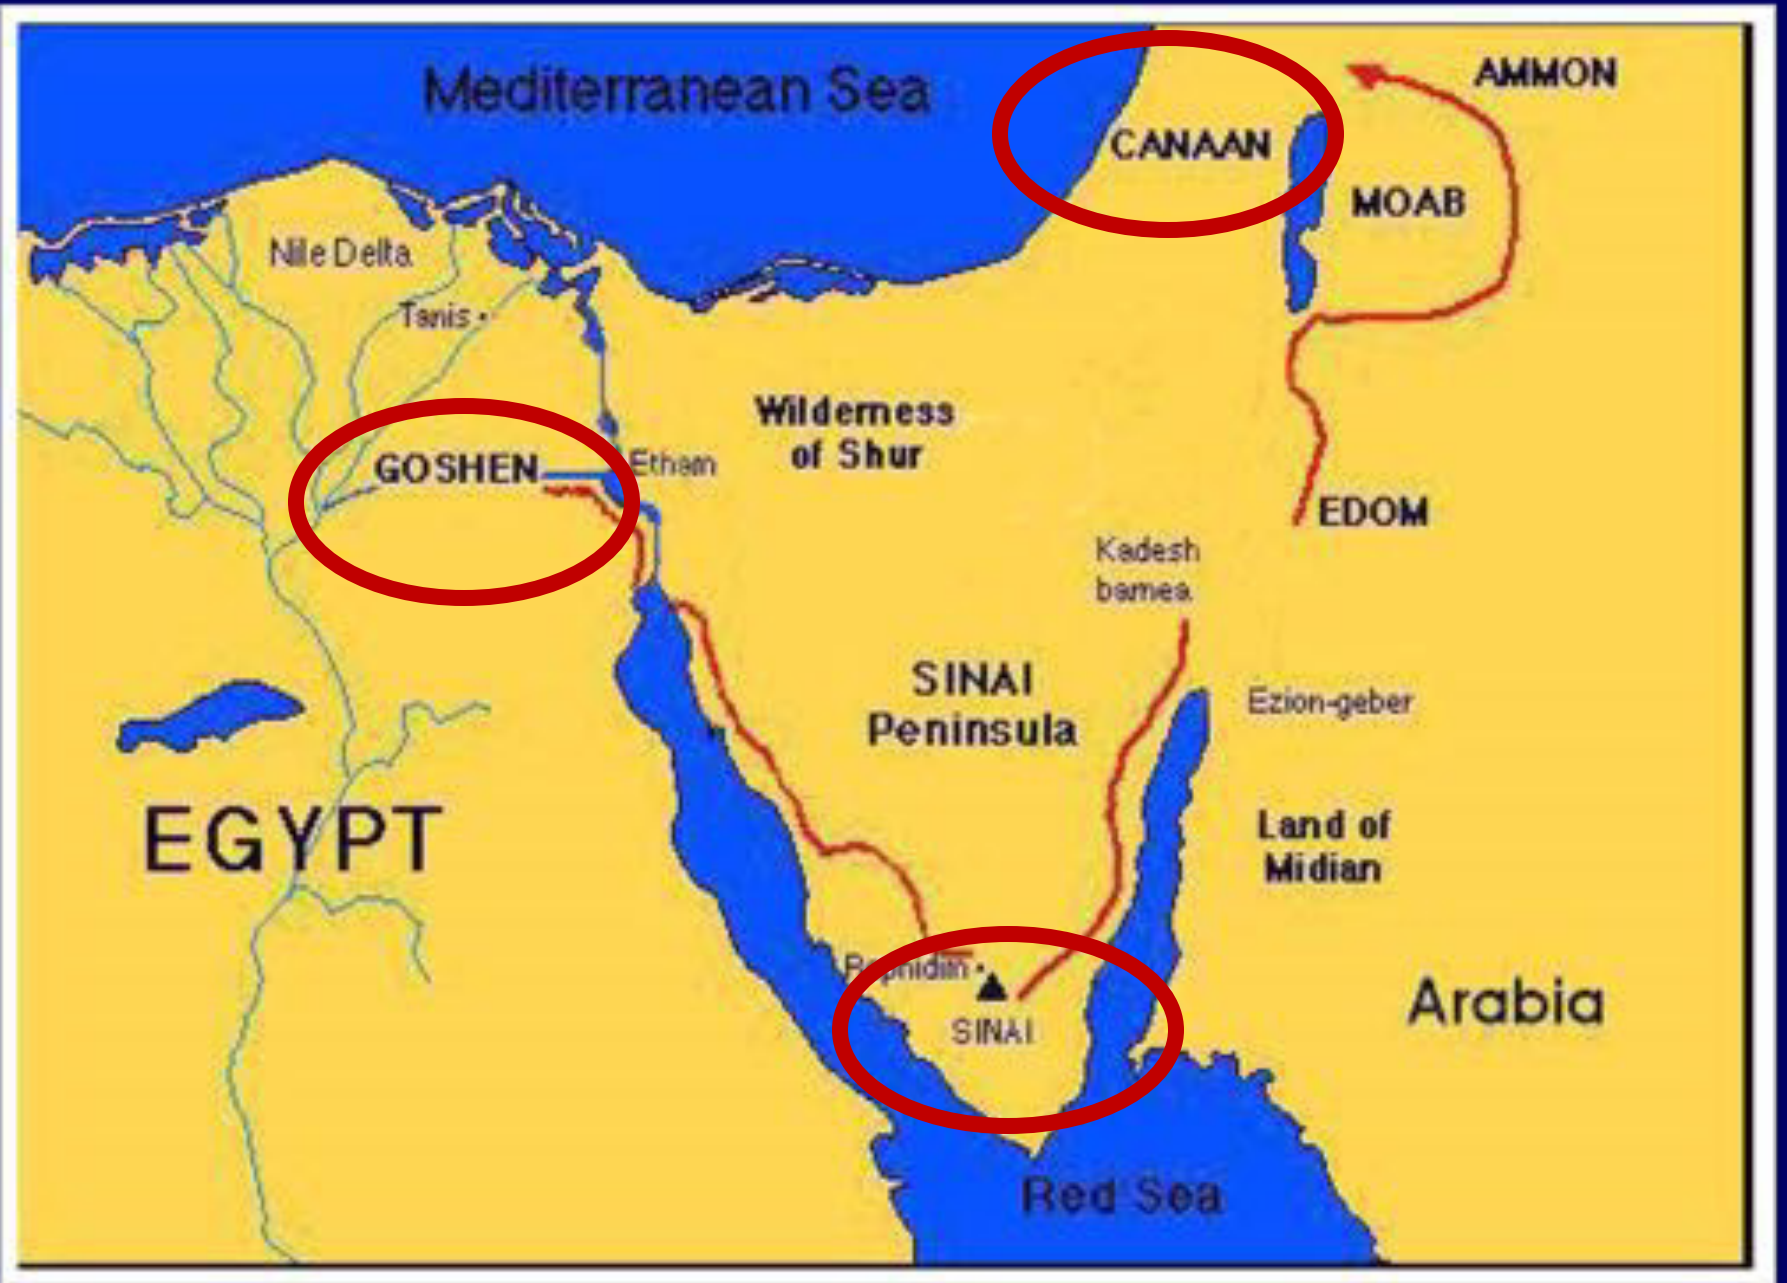 Mediterranean Sea
AMMON
CANAAN
MOAB
Nile Delta
Tanis
Wilderness
of Shur
GOSHEN
Etham
EDOM
Kadesh
barnea
SINAI
Peninsula
Ezion-geber
EGYPT
Land of
Midian
Rephidim
SINAI
Arabia
Red Sea